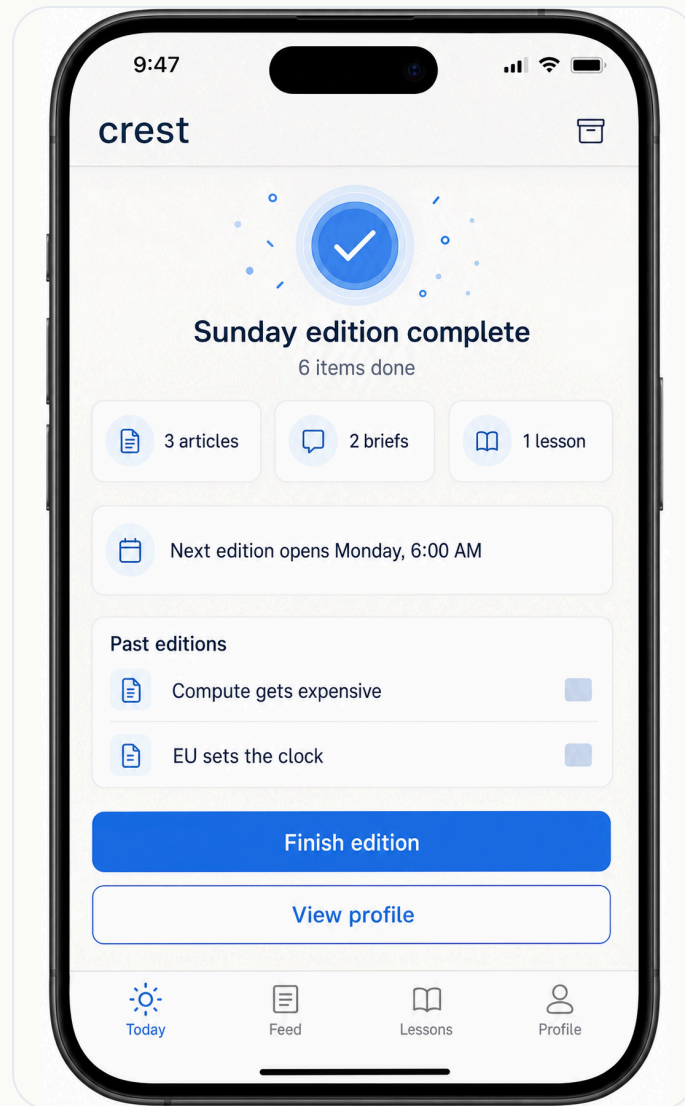 9:47
crest
Sunday edition complete
6 items done
3 articles
2 briefs
1 lesson
Next edition opens Monday, 6:00 AM
Past editions
Compute gets expensive
EU sets the clock
Finish edition
View profile
Today
Feed
Lessons
Profile